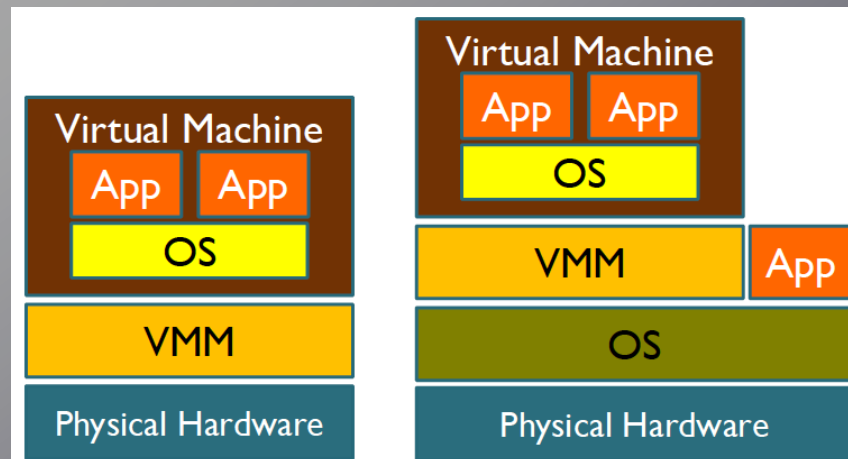 Virtual Machine
App App
OS
VMM
Physical Hardware
Virtual Machine
App App
OS
VMM App
OS
Physical Hardware